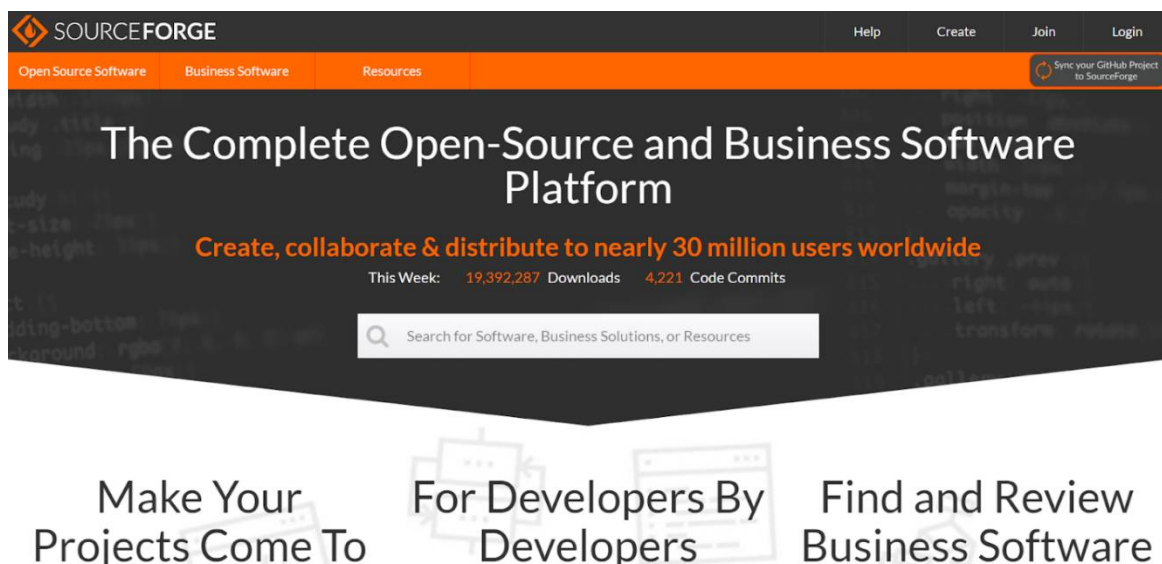 SOURCEFORGE
Help Create Join Login
Open Source Software Business Software Resources
Sync your GitHub Project
to SourceForge
The Complete Open-Source and Business Software
Platform
Create, collaborate & distribute to nearly 30 million users worldwide
This Week: 19,392,287 Downloads 4,221 Code Commits
Search for Software, Business Solutions, or Resources
Make Your
Projects Come To
For Developers By
Developers
Find and Review
Business Software